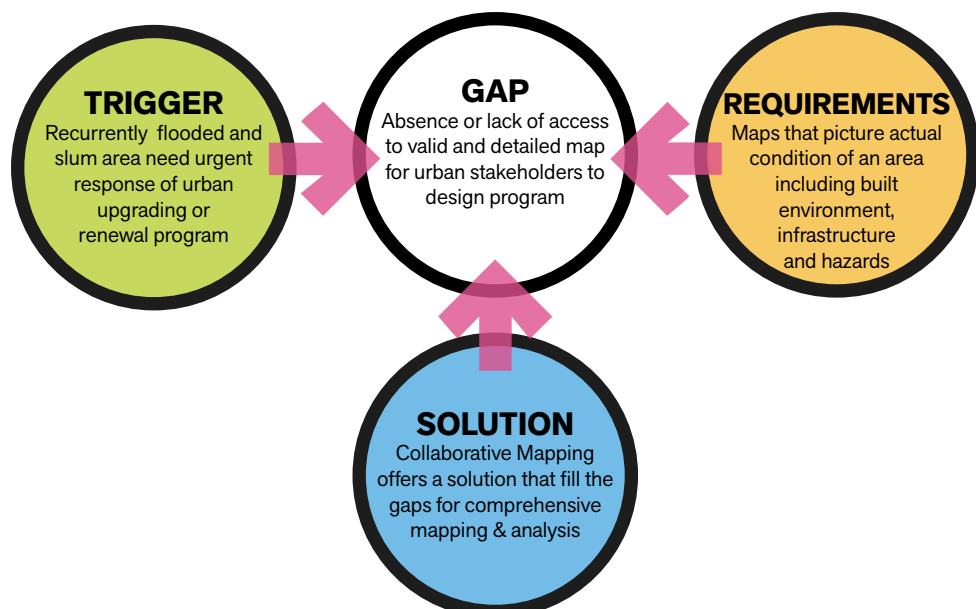 TRIGGER
Recurrently flooded and
slum area need urgent
response of urban
upgrading or
renewal program
GAP
Absence or lack of access
to valid and detailed map
for urban stakeholders to
design program
REQUIREMENTS
Maps that picture actual
condition of an area
including built
environment,
infrastructure
and hazards
SOLUTION
Collaborative Mapping
offers a solution that fill the
gaps for comprehensive
mapping & analysis